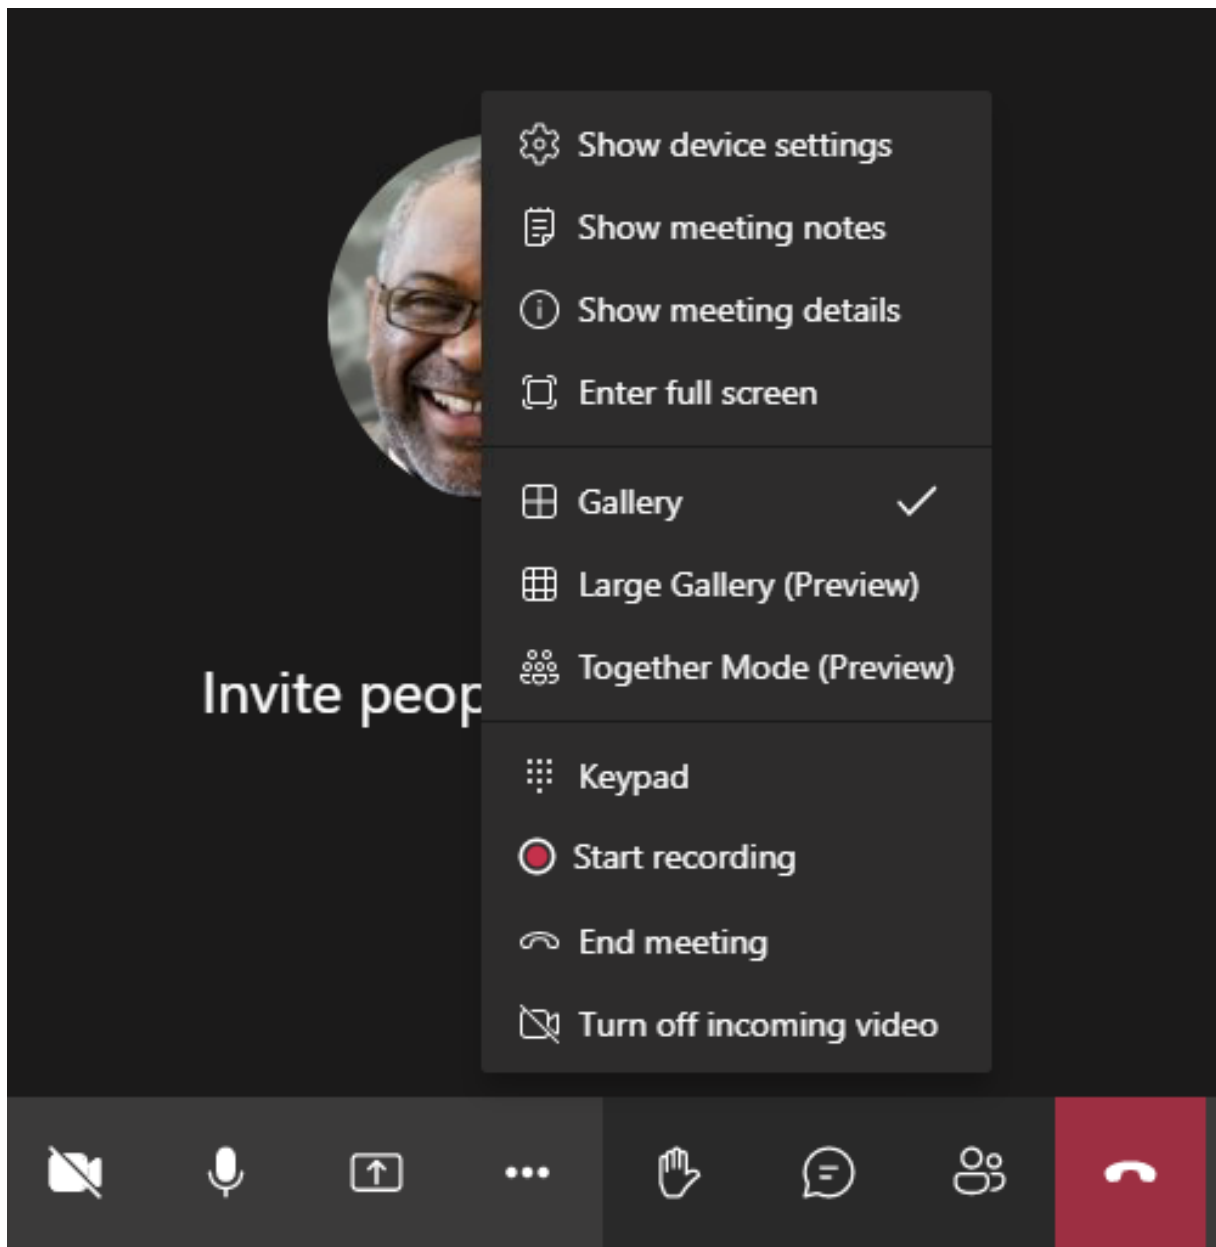 Show device settings
Show meeting notes
Show meeting details
Enter full screen
Gallery
Large Gallery (Preview)
Together Mode (Preview)
Invite peop
Keypad
Start recording
End meeting
Turn off incoming video